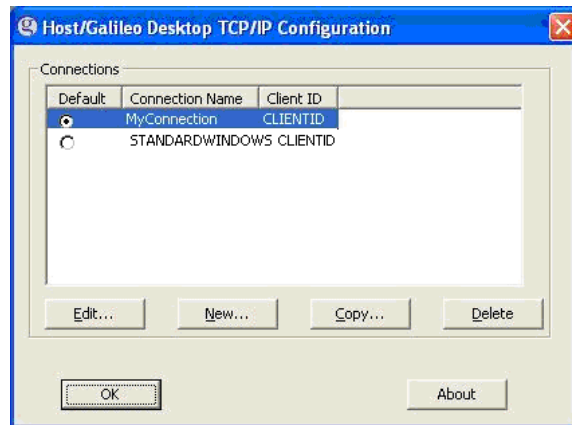 Host/Galileo Desktop TCP/IP Configuration
Connections
Default Connection Name Client ID
MyConnection CLIENTID
STANDARDWINDOWS CLIENTID
Edit... New... Copy... Delete
OK About